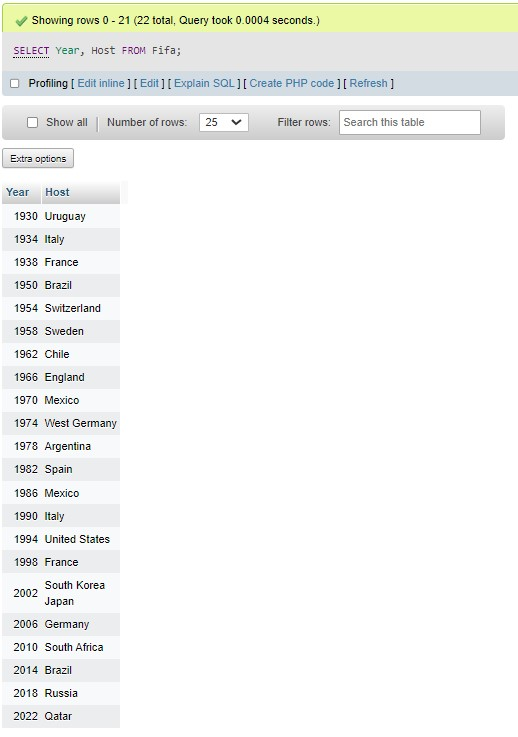 Showing rows 0 - 21 (22 total, Query took 0.0004 seconds.)
SELECT Year, Host FROM Fifa;
Profiling [ Edit inline ] [ Edit ] [ Explain SQL ] [ Create PHP code ] [ Refresh ]
Show all | Number of rows: 25 Filter rows: Search this table
Extra options
Year Host
1930 Uruguay
1934 Italy
1938 France
1950 Brazil
1954 Switzerland
1958 Sweden
1962 Chile
1966 England
1970 Mexico
1974 West Germany
1978 Argentina
1982 Spain
1986 Mexico
1990 Italy
1994 United States
1998 France
2002 South Korea
Japan
2006 Germany
2010 South Africa
2014 Brazil
2018 Russia
2022 Qatar